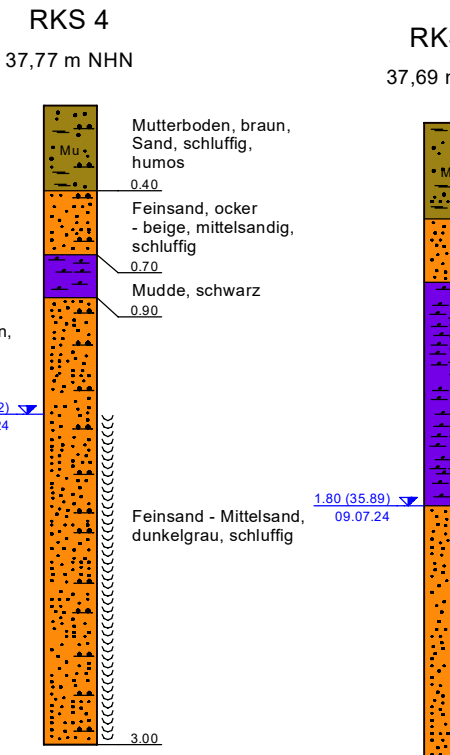 RKS 4
37,77 m NHN
Mu
Mutterboden, braun,
Sand, schluffig,
humos
0.40
Feinsand, ocker
- beige, mittelsandig,
schluffig
0.70
Mudde, schwarz
0.90
Feinsand - Mittelsand,
dunkelgrau, schluffig
3.00
37,69
1.80 (35.89)
09.07.24